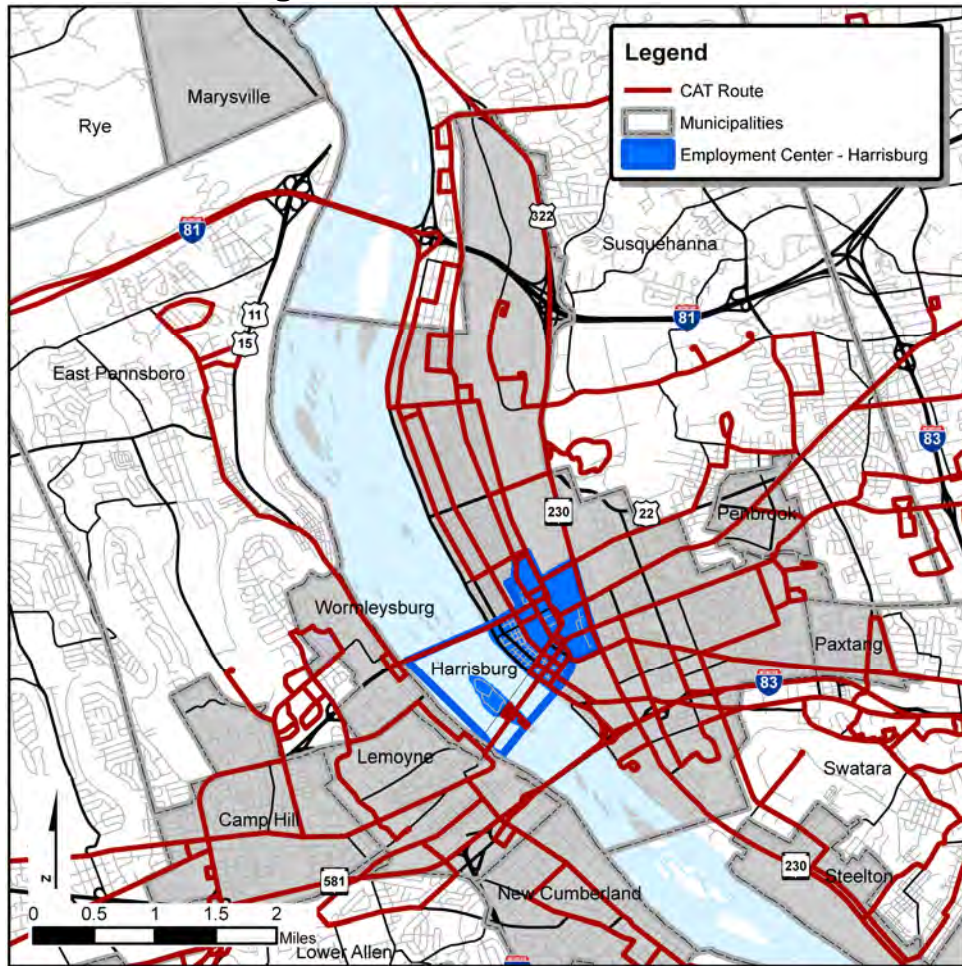 Legend
CAT Route
Municipalities
Employment Center - Harrisburg
Marysville
Rye
322
81
Susquehanna
11
15
81
East Pennsboro
83
230
22
Penbrook
Wormleysburg
Paxtang
Harrisburg
83
Lemoyne
Swatara
Camp Hill
230
Steelton
581
New Cumberland
N
0 0.5 1 1.5 2
Miles
Lower Allen